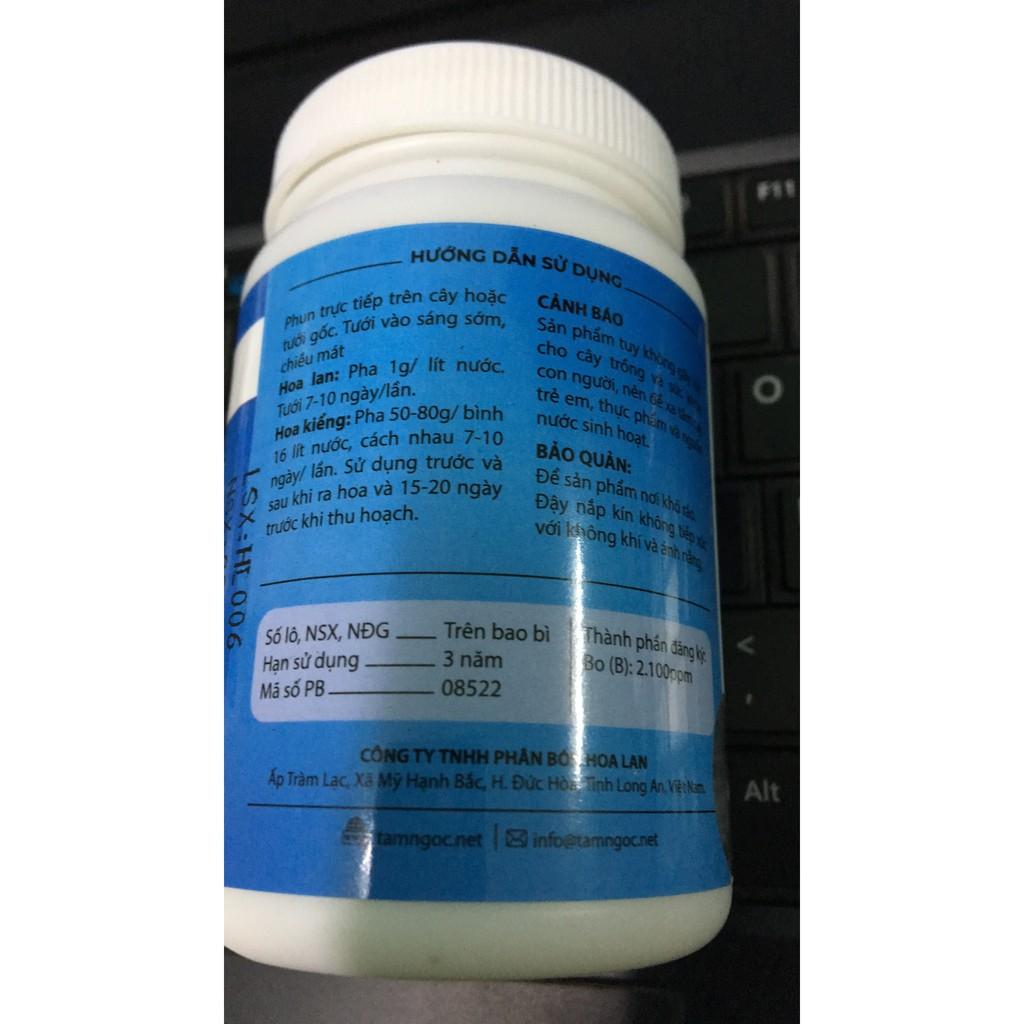 HƯỚNG DẪN SỬ DỤNG
Phun trực tiếp trên cây hoặc
tưới gốc. Tưới vào sáng sớm,
chiều mát
Hoa lan: Pha 1g/ lít nước.
Tưới 7-10 ngày/lần.
Hoa kiểng: Pha 50-80g/ bình
16 lít nước, cách nhau 7-10
ngày/ lần. Sử dụng trước và
sau khi ra hoa và 15-20 ngày
trước khi thu hoạch.
CẢNH BÁO
Sản phẩm tuy không gây
cho cây trồng và sức
con người, nên để xa tầm
trẻ em, thực phẩm và nguồn
nước sinh hoạt.
BẢO QUẢN:
Để sản phẩm nơi khô ráo.
Đậy nắp kín không tiếp xúc
với không khí và ánh nắng.
Số lô, NSX, NĐG Trên bao bì
Hạn sử dụng 3 năm
Mã số PB 08522
Thành phần đăng ký:
Bo (B): 2.100ppm
CÔNG TY TNHH PHÂN BÓN HOA LAN
Ấp Tràm Lạc, Xã Mỹ Hạnh Bắc, H. Đức Hòa, Tỉnh Long An, Việt Nam.
tamngoc.net | info@tamngoc.net
LSX: HL 006
F11
O
<
,
Alt